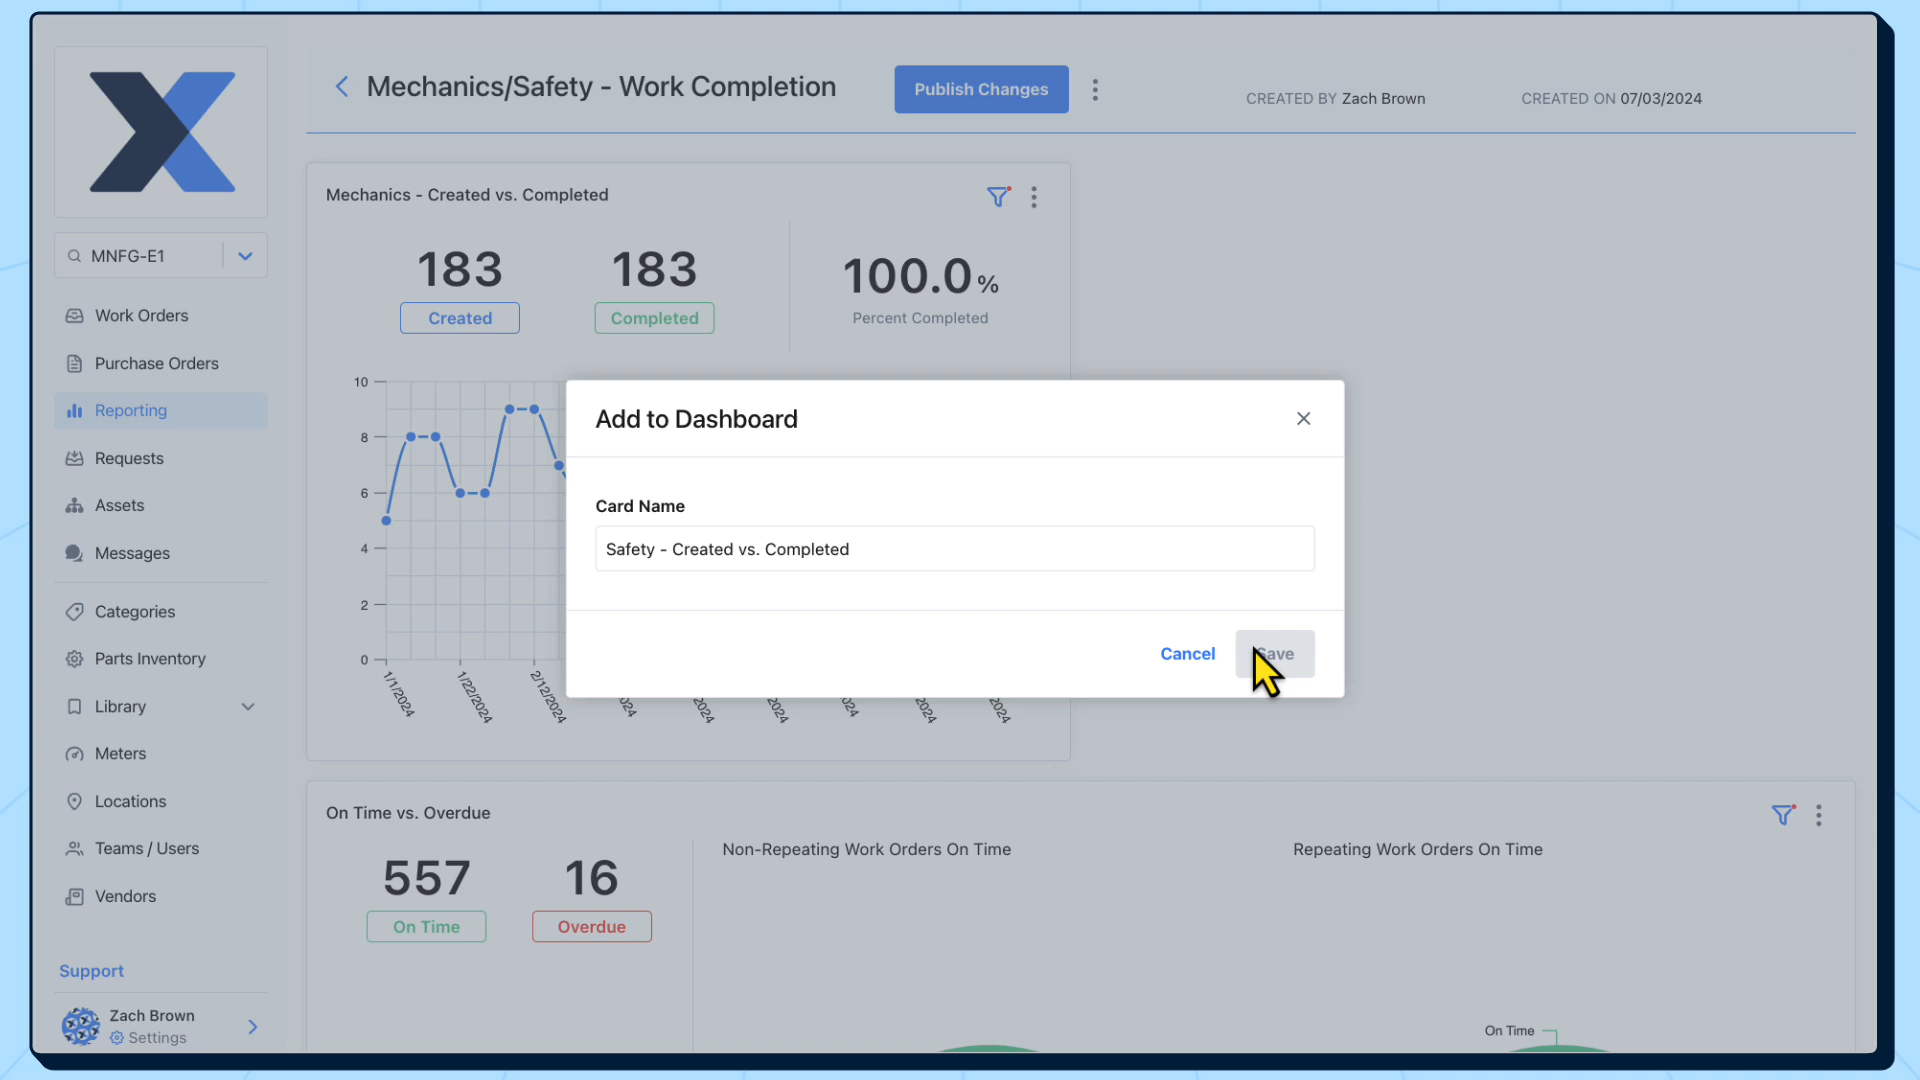 Mechanics/Safety - Work Completion
Publish Changes
CREATED BY Zach Brown
CREATED ON 07/03/2024
MNFG-E1
Work Orders
Purchase Orders
Reporting
Requests
Assets
Messages
Categories
Parts Inventory
Library
Meters
Locations
Teams / Users
Vendors
Support
Zach Brown
Settings
Mechanics - Created vs. Completed
183
Created
183
Completed
100.0%
Percent Completed
10
8
6
4
2
0
1/1/2024
1/22/2024
2/12/2024
Add to Dashboard
Card Name
Safety - Created vs. Completed
Cancel
Save
On Time vs. Overdue
557
On Time
16
Overdue
Non-Repeating Work Orders On Time
Repeating Work Orders On Time
On Time